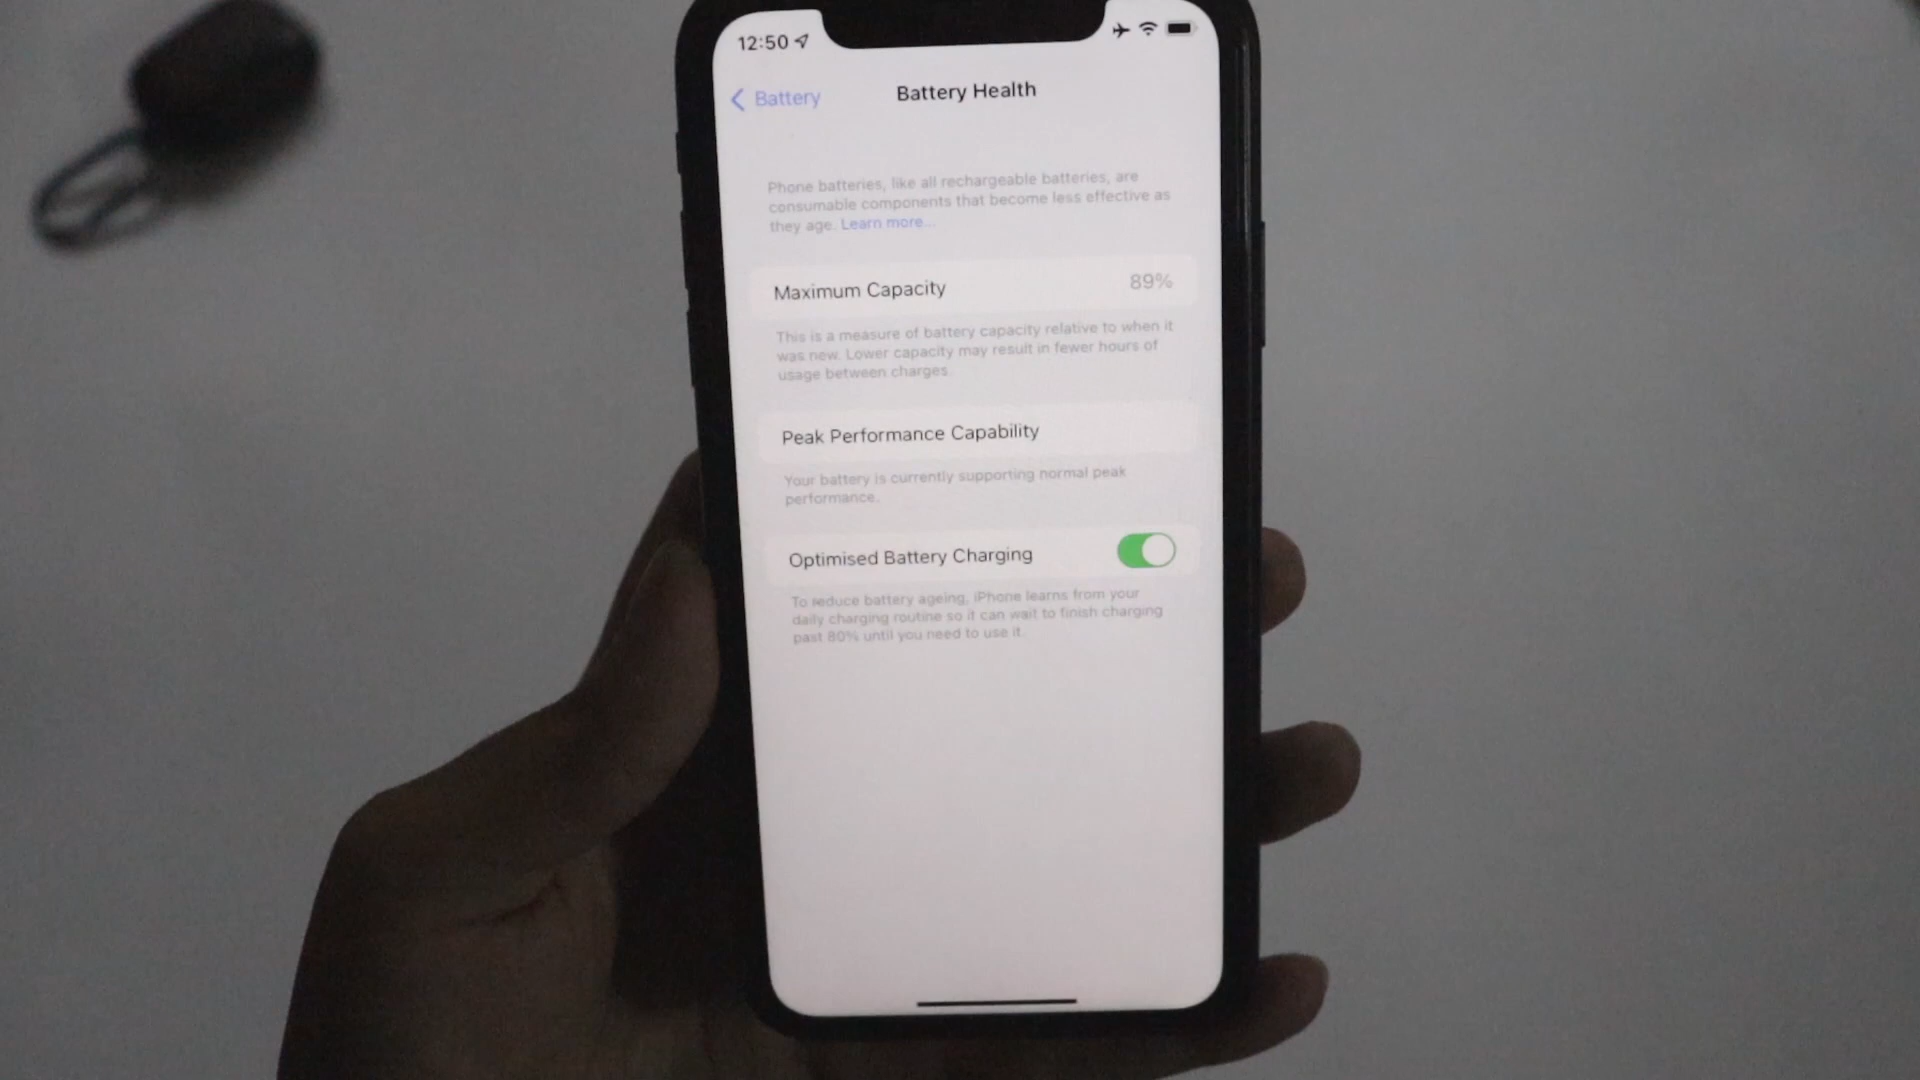 12:50
Battery
Battery Health
Phone batteries, like all rechargeable batteries, are
consumable components that become less effective as
they age. Learn more...
Maximum Capacity 89%
This is a measure of battery capacity relative to when it
was new. Lower capacity may result in fewer hours of
usage between charges.
Peak Performance Capability
Your battery is currently supporting normal peak
performance.
Optimised Battery Charging
To reduce battery ageing, iPhone learns from your
daily charging routine so it can wait to finish charging
past 80% until you need to use it.